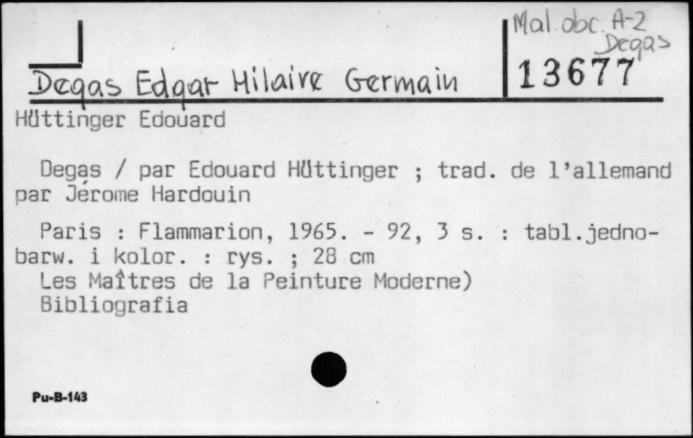 Mal. obc. A-2
Degas
13677
Degas Edgar Hilaire Germain
Hüttinger Edouard
Degas / par Edouard Hüttinger ; trad. de l'allemand
par Jérome Hardouin
Paris : Flammarion, 1965. - 92, 3 s. : tabl.jedno-
barw. i kolor. : rys. ; 28 cm
Les Maîtres de la Peinture Moderne)
Bibliografia
Pu-B-143